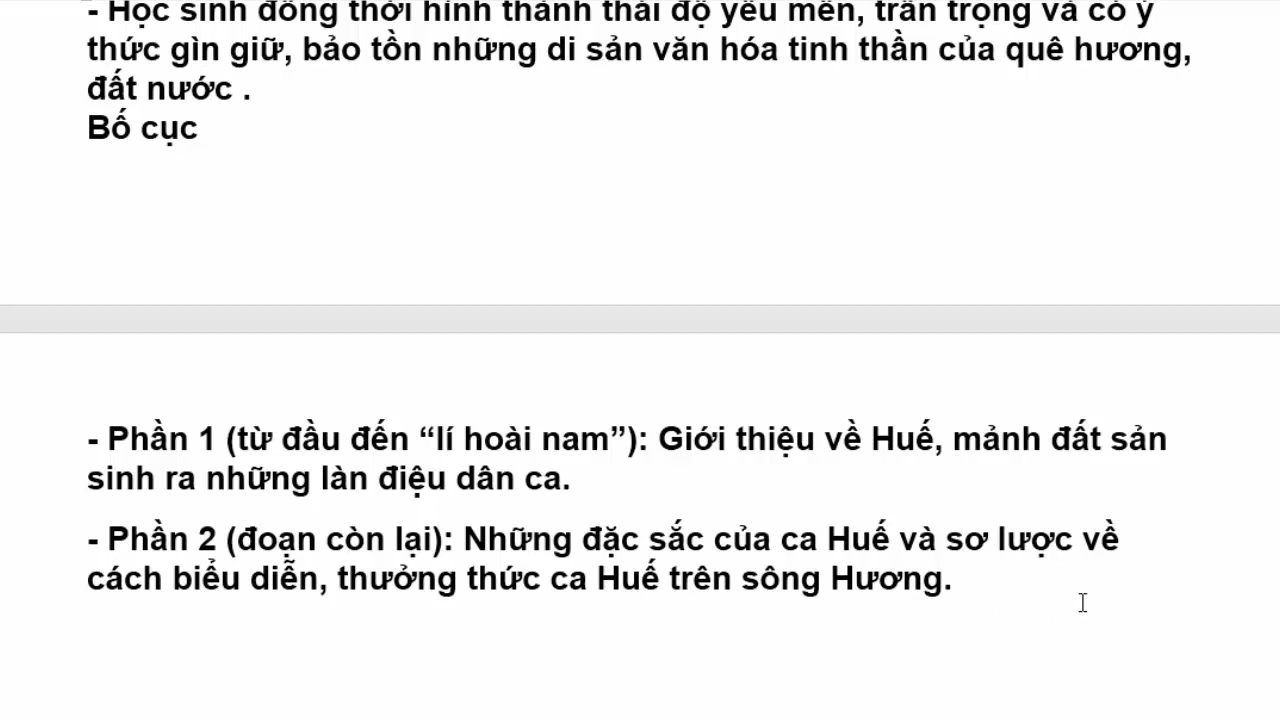 - Học sinh đồng thời hình thành thái độ yêu mến, trân trọng và có ý
thức gìn giữ, bảo tồn những di sản văn hóa tinh thần của quê hương,
đất nước .
Bố cục
- Phần 1 (từ đầu đến “lí hoài nam”): Giới thiệu về Huế, mảnh đất sản
sinh ra những làn điệu dân ca.
- Phần 2 (đoạn còn lại): Những đặc sắc của ca Huế và sơ lược về
cách biểu diễn, thưởng thức ca Huế trên sông Hương.